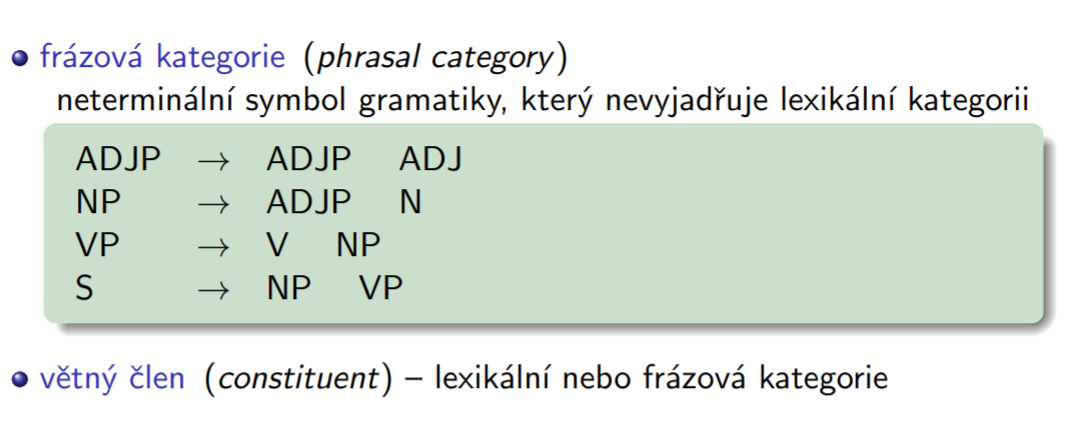 frázová kategorie (phrasal category)
neterminální symbol gramatiky, který nevyjadřuje lexikální kategorii
ADJP → ADJP ADJ
NP → ADJP N
VP → V NP
S → NP VP
větný člen (constituent) – lexikální nebo frázová kategorie